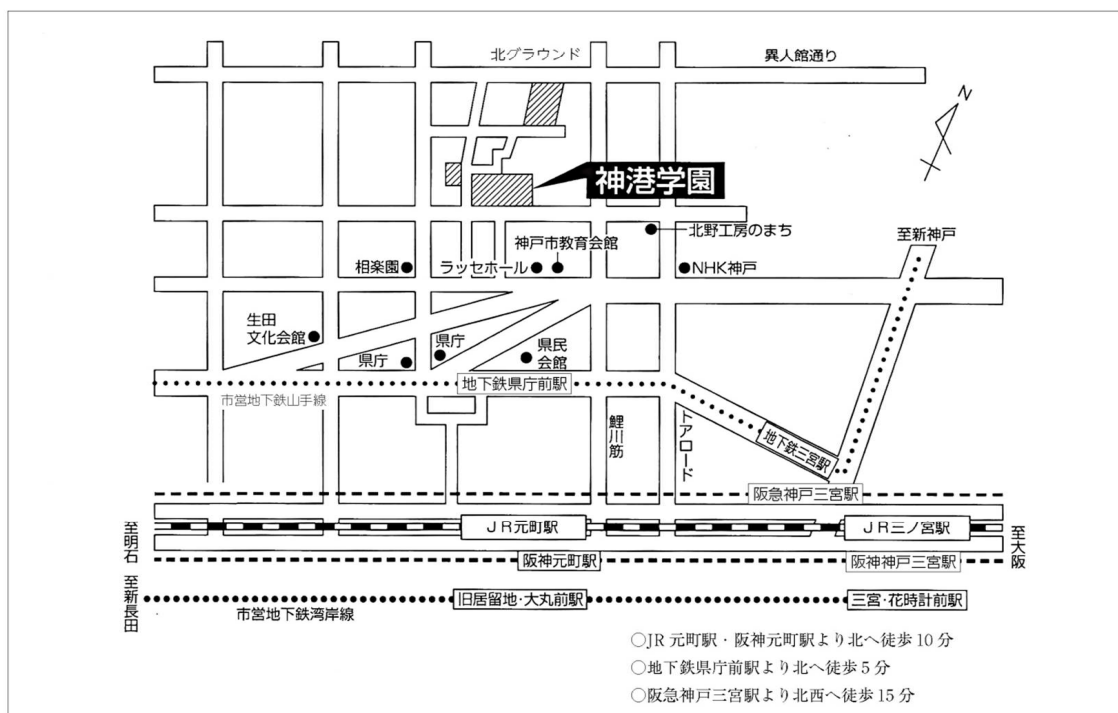 北グラウンド
異人館通り
N
神港学園
北野工房のまち
至新神戸
神戸市教育会館
相楽園
ラッセホール
NHK神戸
生田
文化会館
県庁
県庁
県民
会館
地下鉄県庁前駅
市営地下鉄山手線
鯉川筋
トアロード
地下鉄三宮駅
阪急神戸三宮駅
至明石
JR元町駅
JR三ノ宮駅
至大阪
阪神元町駅
阪神神戸三宮駅
至新長田
市営地下鉄湾岸線
旧居留地・大丸前駅
三宮・花時計前駅
○JR元町駅・阪神元町駅より北へ徒歩10分
○地下鉄県庁前駅より北へ徒歩5分
○阪急神戸三宮駅より北西へ徒歩15分